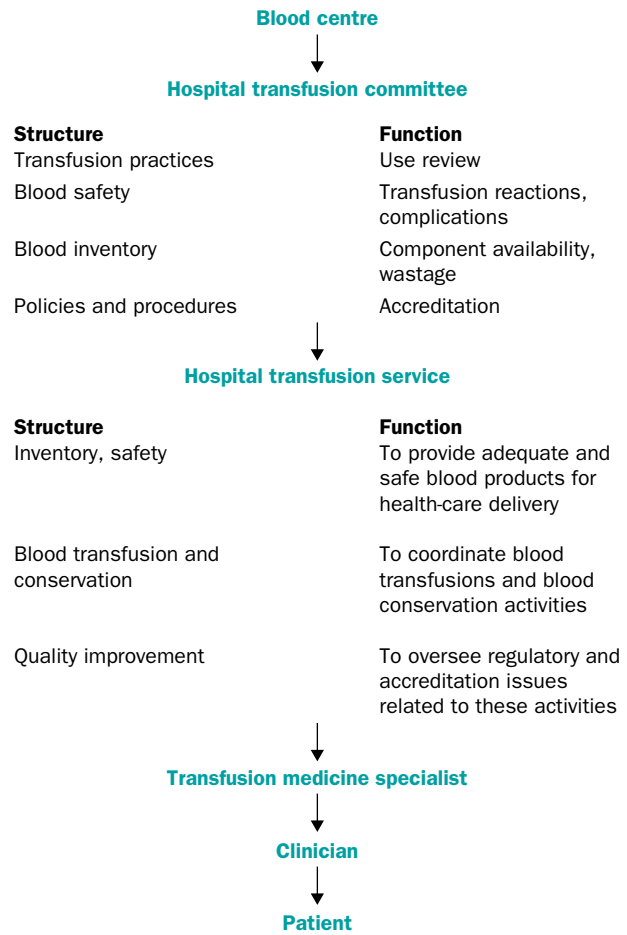 Blood centre
Hospital transfusion committee
Structure Function
Transfusion practices Use review
Blood safety Transfusion reactions,
complications
Blood inventory Component availability,
wastage
Policies and procedures Accreditation
Hospital transfusion service
Structure Function
Inventory, safety To provide adequate and
safe blood products for
health-care delivery
Blood transfusion and To coordinate blood
conservation transfusions and blood
conservation activities
Quality improvement To oversee regulatory and
accreditation issues
related to these activities
Transfusion medicine specialist
Clinician
Patient